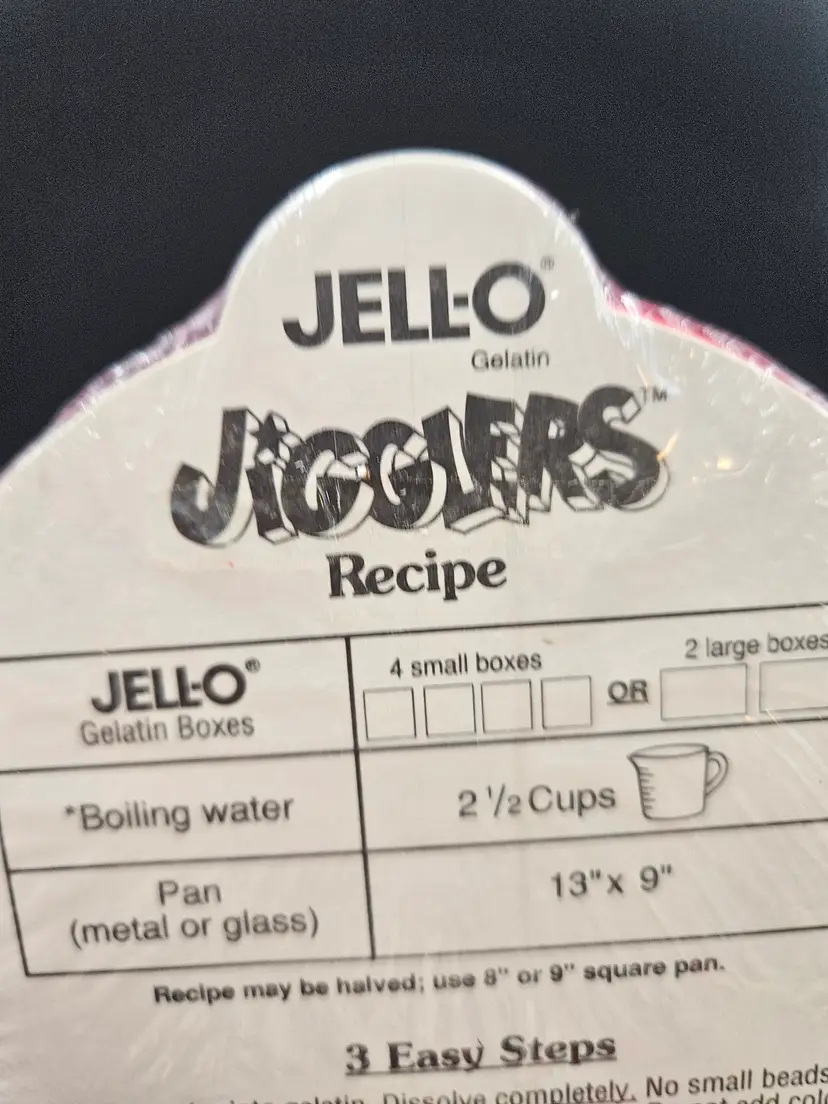 JELL-O®
Gelatin
JIGGLERS™
Recipe
JELL-O®
Gelatin Boxes
4 small boxes
OR
2 large boxes
*Boiling water
2 1/2 Cups
Pan
(metal or glass)
13" x 9"
Recipe may be halved; use 8" or 9" square pan.
3 Easy Steps
gelatin. Dissolve completely. No small beads
add